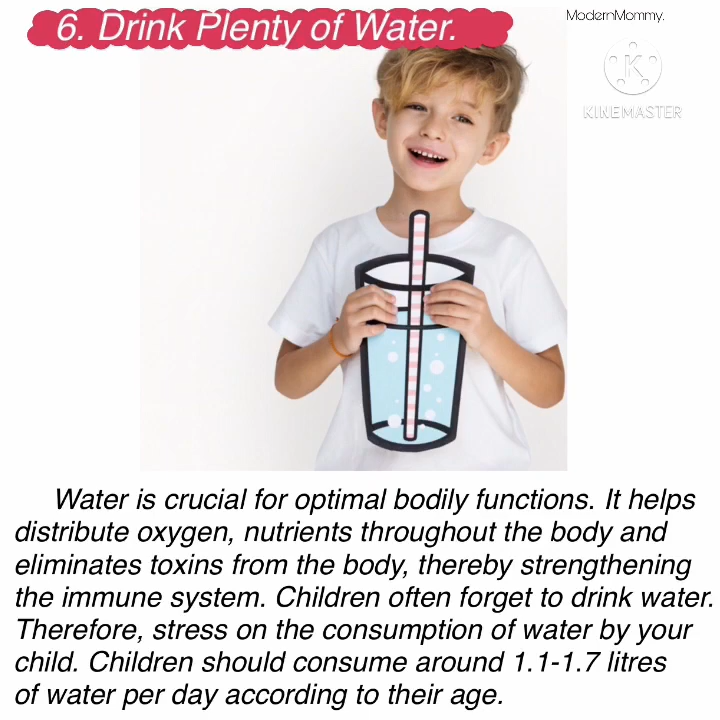 6. Drink Plenty of Water.
ModernMommy.
K
KINEMASTER
Water is crucial for optimal bodily functions. It helps
distribute oxygen, nutrients throughout the body and
eliminates toxins from the body, thereby strengthening
the immune system. Children often forget to drink water.
Therefore, stress on the consumption of water by your
child. Children should consume around 1.1-1.7 litres
of water per day according to their age.